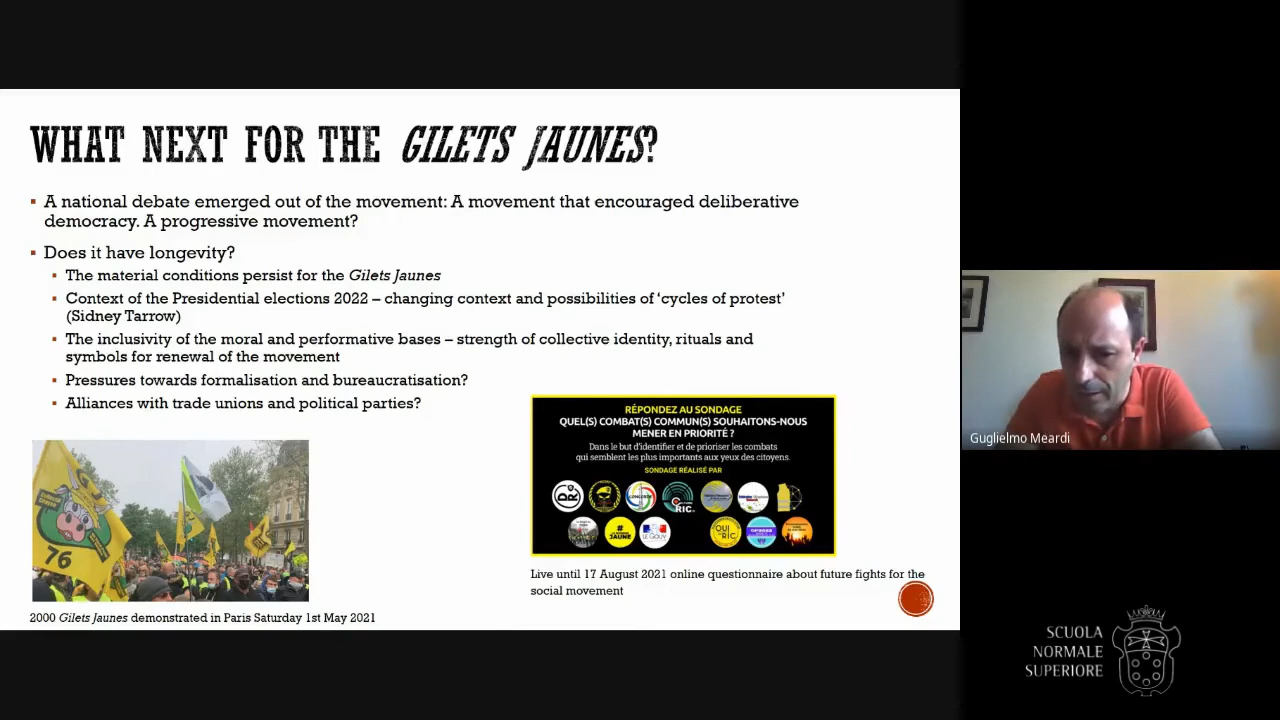 WHAT NEXT FOR THE GILETS JAUNES?
▪ A national debate emerged out of the movement: A movement that encouraged deliberative
democracy. A progressive movement?
▪ Does it have longevity?
▪ The material conditions persist for the Gilets Jaunes
▪ Context of the Presidential elections 2022 – changing context and possibilities of ‘cycles of protest’
(Sidney Tarrow)
▪ The inclusivity of the moral and performative bases – strength of collective identity, rituals and
symbols for renewal of the movement
▪ Pressures towards formalisation and bureaucratisation?
▪ Alliances with trade unions and political parties?
76
2000 Gilets Jaunes demonstrated in Paris Saturday 1st May 2021
RÉPONDEZ AU SONDAGE
QUEL(S) COMBAT(S) COMMUN(S) SOUHAITONS-NOUS
MENER EN PRIORITÉ ?
Dans le but d'identifier et de prioriser les combats
qui semblent les plus importants aux yeux des citoyens.
SONDAGE RÉALISÉ PAR
RIC
JAUNE
LE GOUV
OUI
RIC
Live until 17 August 2021 online questionnaire about future fights for the
social movement
Guglielmo Meardi
SCUOLA
NORMALE
SUPERIORE